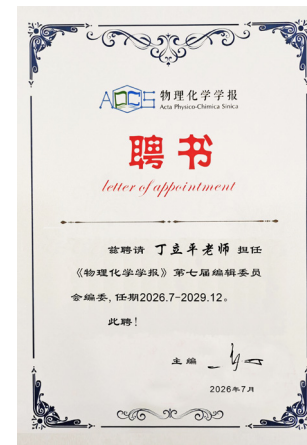 APCS 物理化学学报
Acta Physico-Chimica Sinica
聘书
letter of appointment
兹聘请 丁立平老师 担任
《物理化学学报》第七届编辑委员
会编委,任期2026.7-2029.12。
此聘!
主编
2026年7月